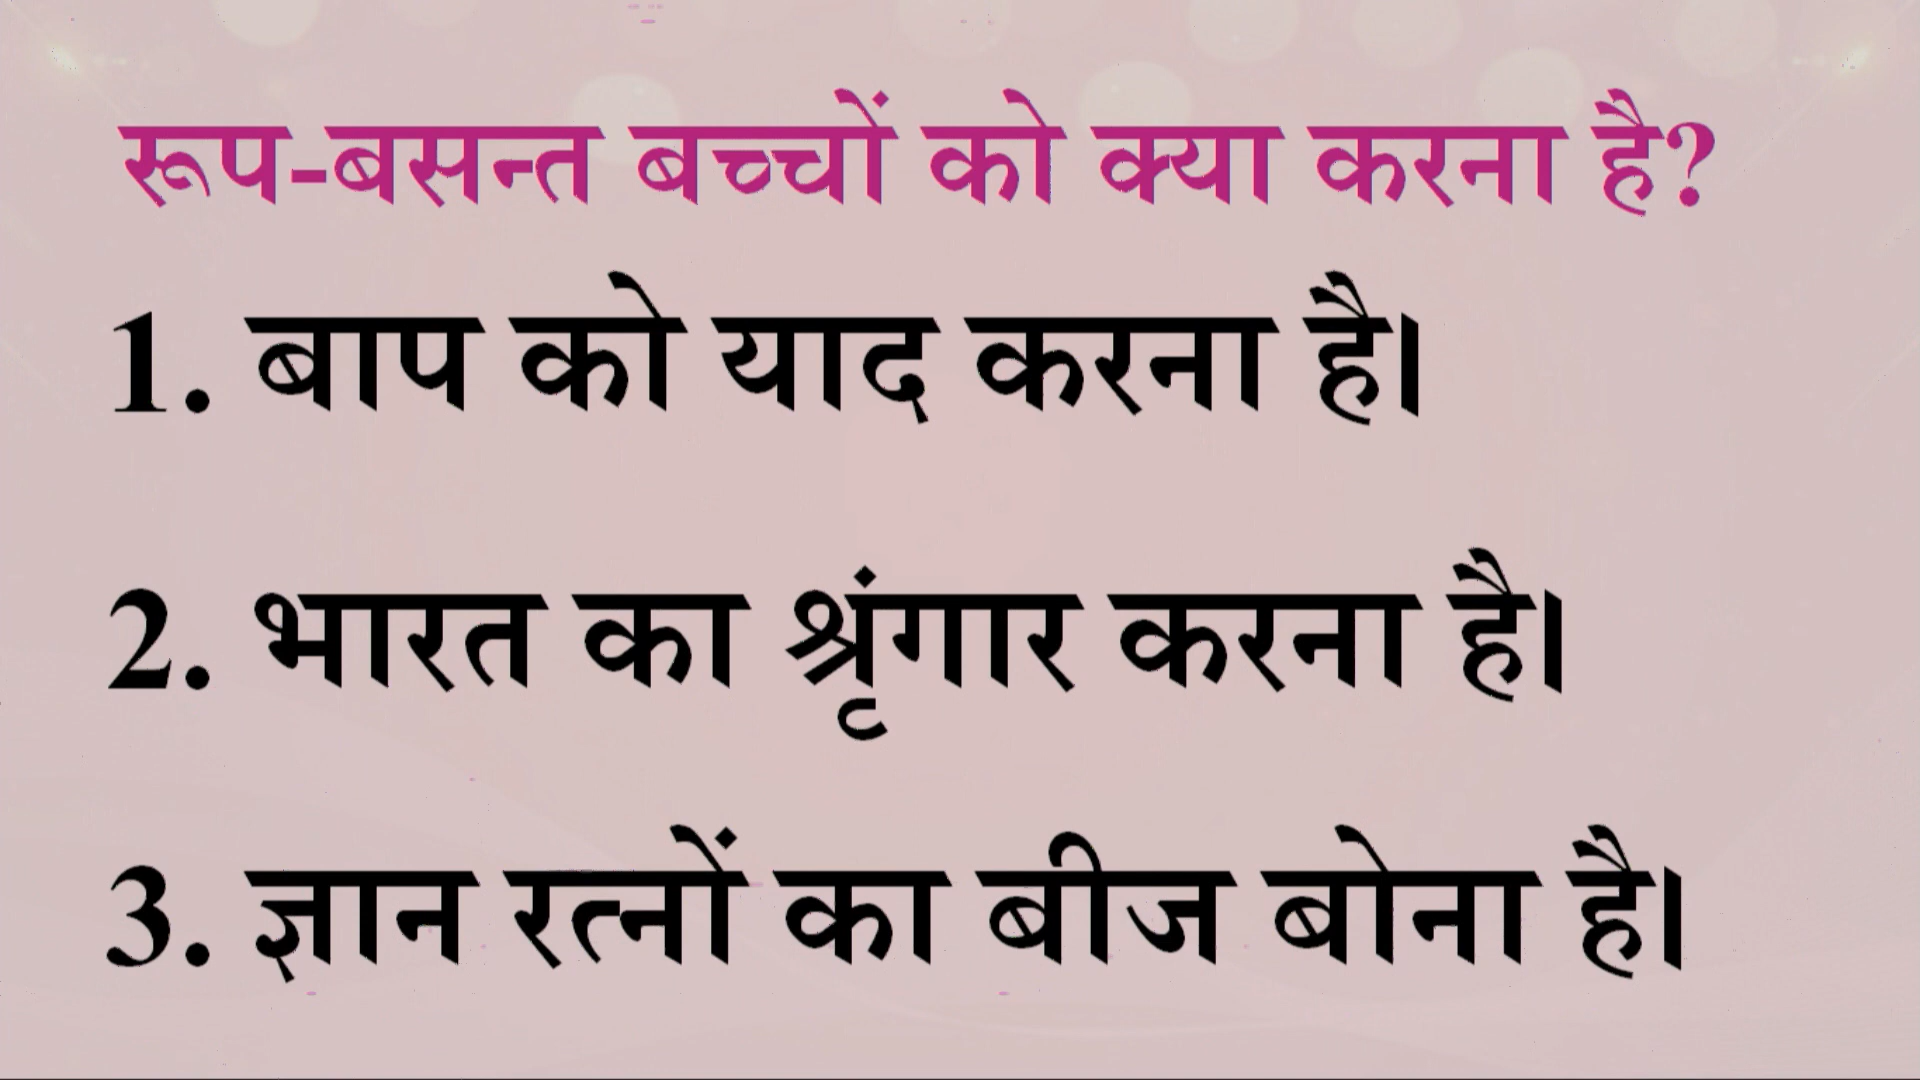 रूप-बसन्त बच्चों को क्या करना है?
1. बाप को याद करना है।
2. भारत का श्रृंगार करना है।
3. ज्ञान रत्नों का बीज बोना है।